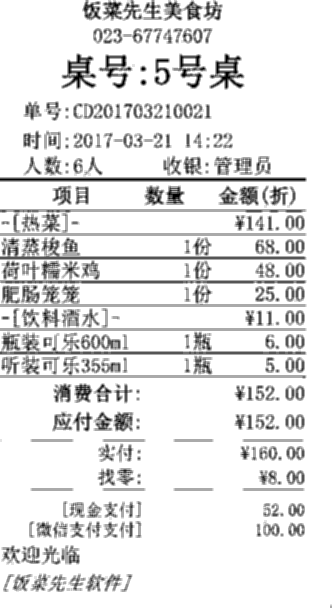 饭菜先生美食坊
023-67747607
桌号:5号桌
单号:CD201703210021
时间:2017-03-21 14:22
人数:6人 收银:管理员
项目 数量 金额(折)
-[热菜]- ¥141.00
清蒸梭鱼 1份 68.00
荷叶糯米鸡 1份 48.00
肥肠笼笼 1份 25.00
-[饮料酒水]- ¥11.00
瓶装可乐600ml 1瓶 6.00
听装可乐355ml 1瓶 5.00
消费合计: ¥152.00
应付金额: ¥152.00
实付: ¥160.00
找零: ¥8.00
[现金支付] 52.00
[微信支付支付] 100.00
欢迎光临
[饭菜先生软件]